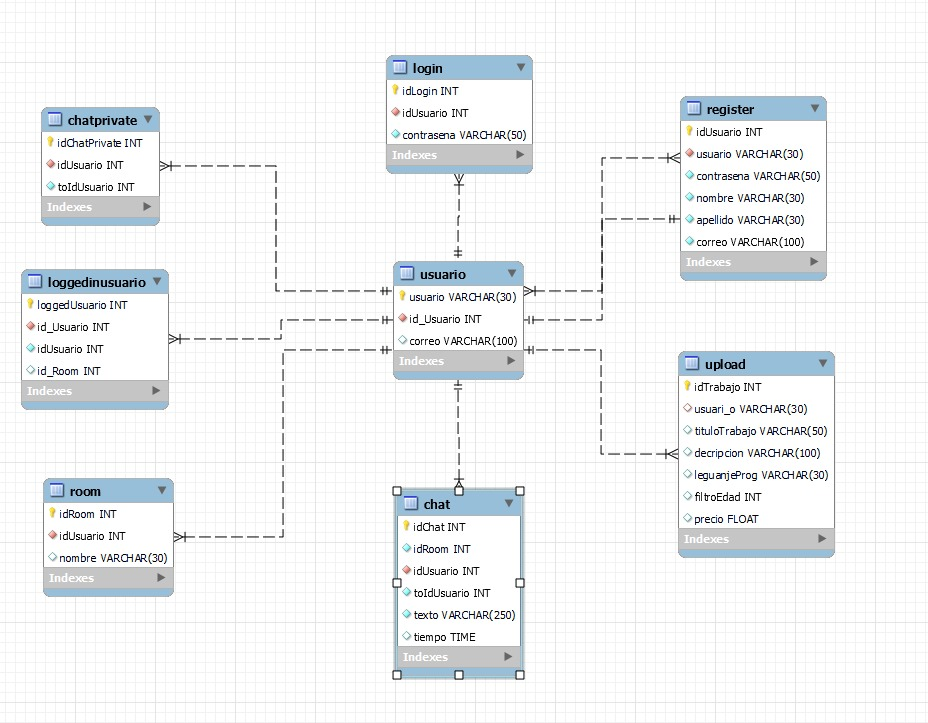 login
idLogin INT
idUsuario INT
contrasena VARCHAR(50)
Indexes
chatprivate
idChatPrivate INT
idUsuario INT
toIdUsuario INT
Indexes
register
idUsuario INT
usuario VARCHAR(30)
contrasena VARCHAR(50)
nombre VARCHAR(30)
apellido VARCHAR(30)
correo VARCHAR(100)
Indexes
loggedinusuario
loggedUsuario INT
id_Usuario INT
idUsuario INT
id_Room INT
Indexes
usuario
usuario VARCHAR(30)
id_Usuario INT
correo VARCHAR(100)
Indexes
upload
idTrabajo INT
usuari_o VARCHAR(30)
tituloTrabajo VARCHAR(50)
decripcion VARCHAR(100)
leguanjeProg VARCHAR(30)
filtroEdad INT
precio FLOAT
Indexes
room
idRoom INT
idUsuario INT
nombre VARCHAR(30)
Indexes
chat
idChat INT
idRoom INT
idUsuario INT
toIdUsuario INT
texto VARCHAR(250)
tiempo TIME
Indexes